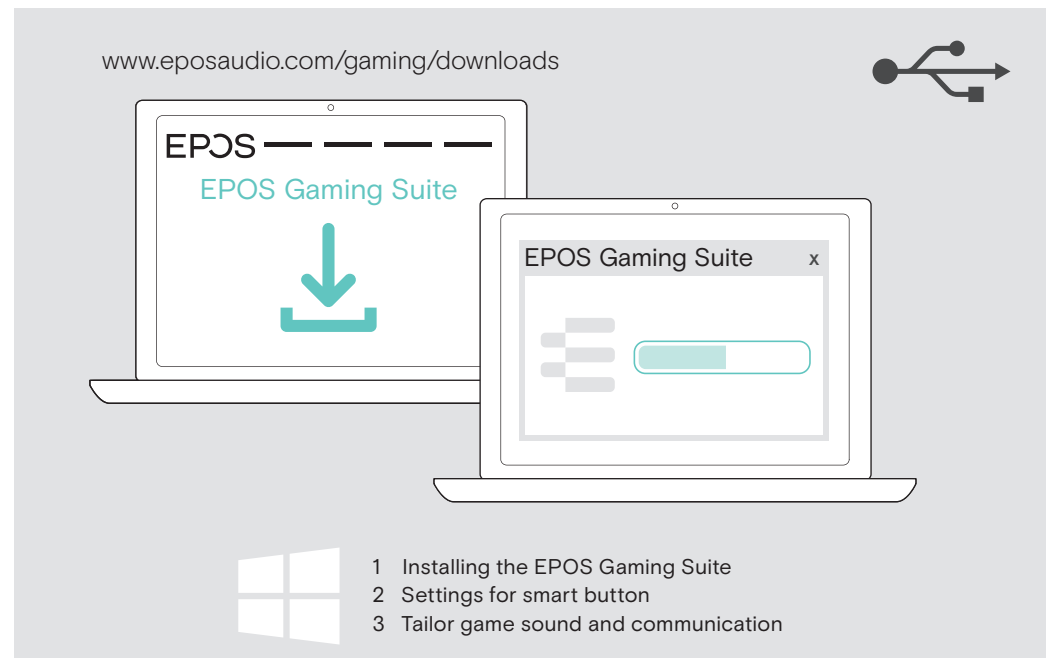 www.eposaudio.com/gaming/downloads
EPOS
EPOS Gaming Suite
EPOS Gaming Suite x
1 Installing the EPOS Gaming Suite
2 Settings for smart button
3 Tailor game sound and communication